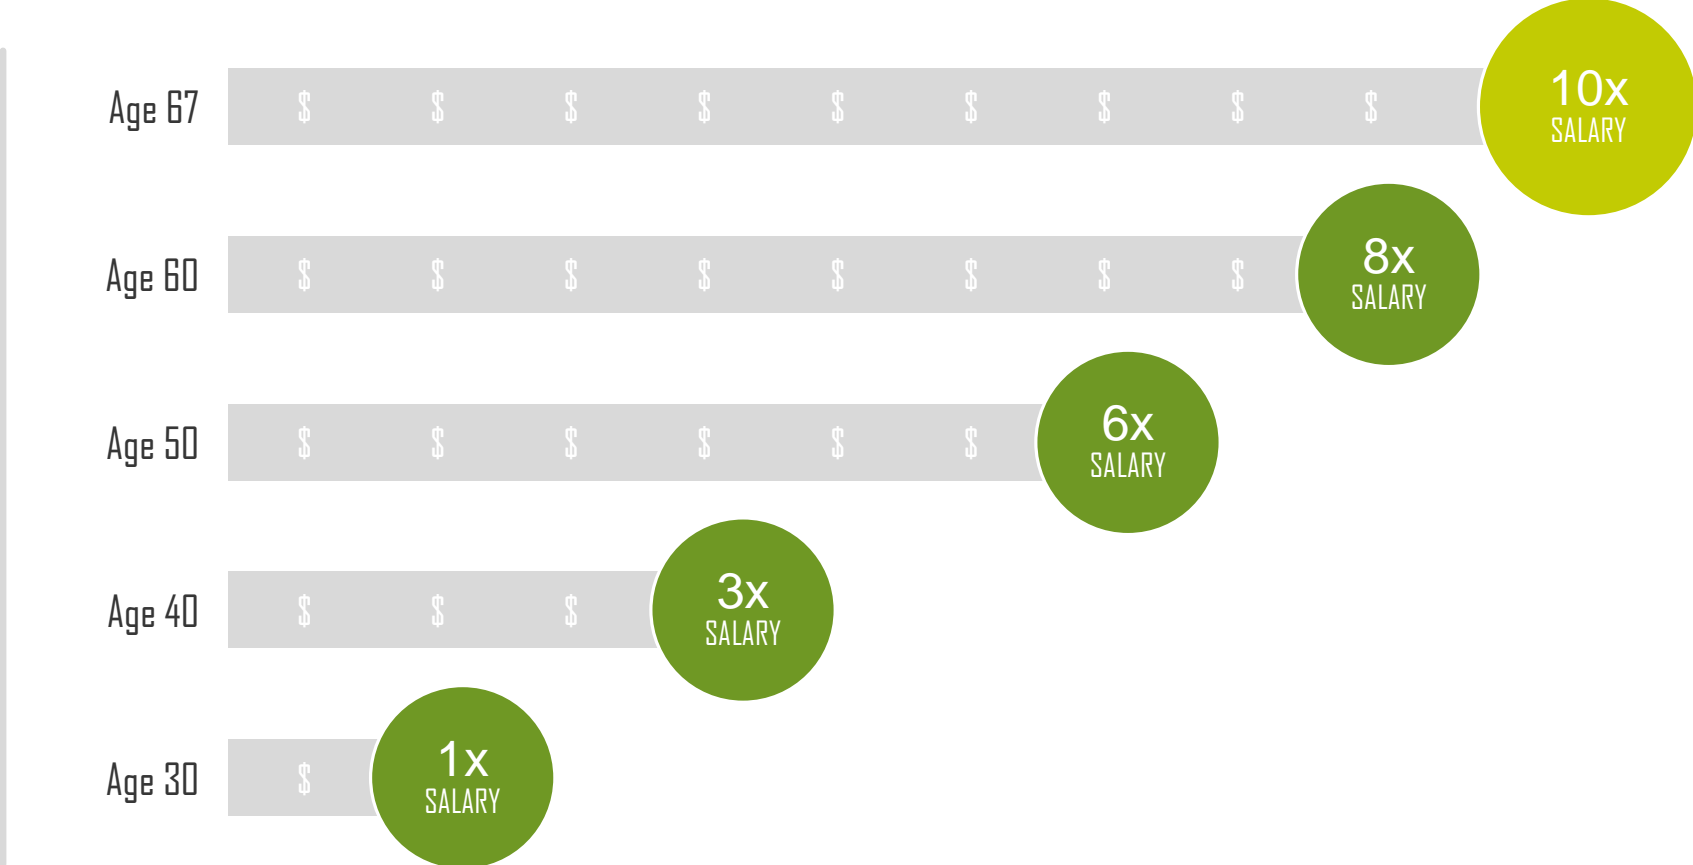 Age 67 $ $ $ $ $ $ $ $ $ 10x
SALARY
Age 60 $ $ $ $ $ $ $ $ 8x
SALARY
Age 50 $ $ $ $ $ $ 6x
SALARY
Age 40 $ $ $ 3x
SALARY
Age 30 $ 1x
SALARY